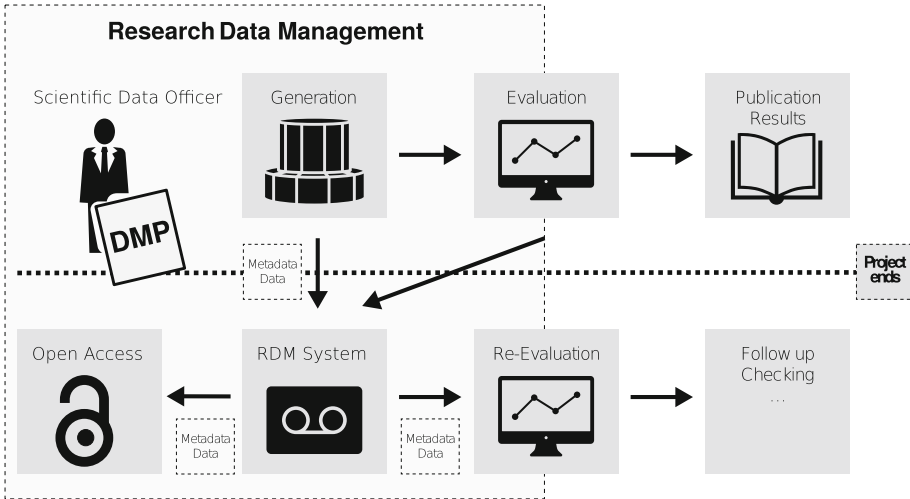 Research Data Management
Scientific Data Officer
Generation
Evaluation
Publication
Results
DMP
Metadata
Data
Project
ends
Open Access
RDM System
Re-Evaluation
Follow up
Checking
...
Metadata
Data
Metadata
Data